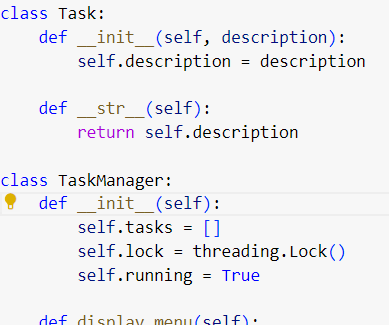 class Task:
    def __init__(self, description):
        self.description = description

    def __str__(self):
        return self.description

class TaskManager:
    def __init__(self):
        self.tasks = []
        self.lock = threading.Lock()
        self.running = True

    def display_menu(self):